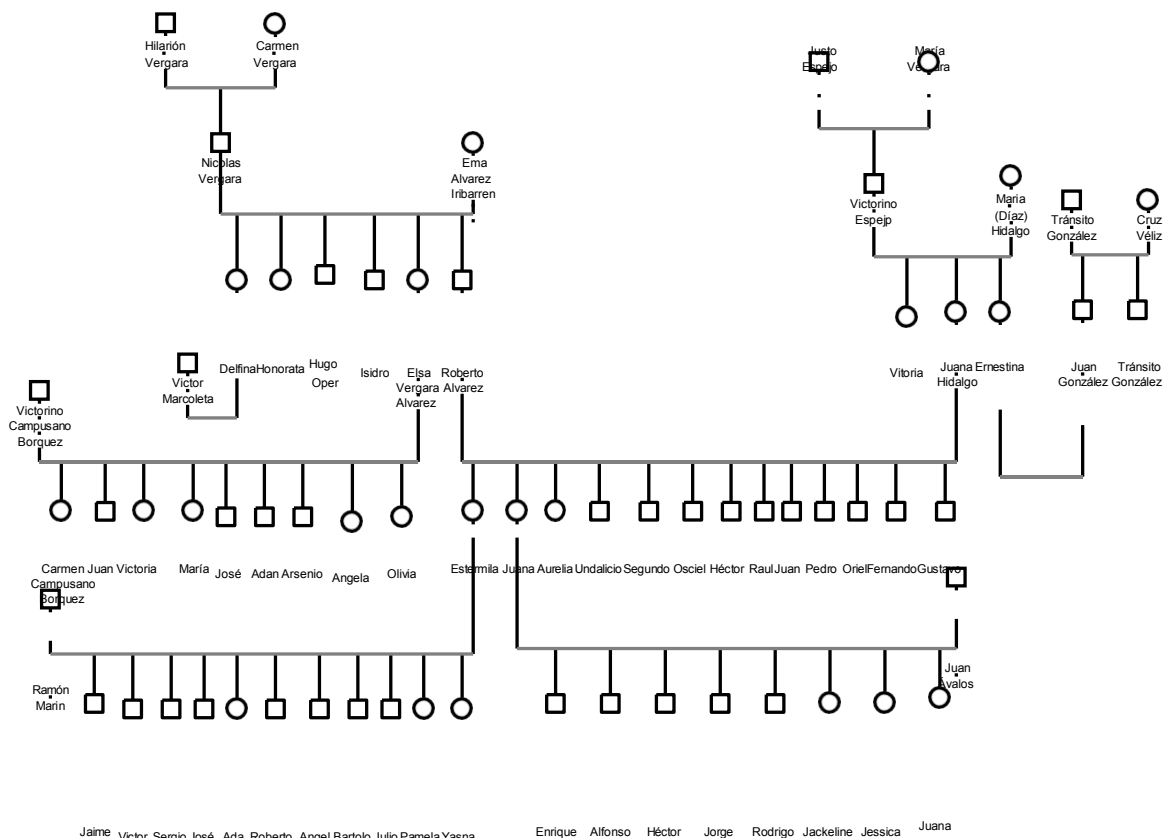 Hilarión
Vergara
Carmen
Vergara
Justo
Espejo
María
Vergara
Nicolas
Vergara
Ema
Alvarez
Iribarren
Victorino
Espejp
Maria
(Díaz)
Hidalgo
Tránsito
González
Cruz
Véliz
Victor
Marcoleta
Delfina
Honorata
Hugo
Oper
Isidro
Elsa
Vergara
Alvarez
Roberto
Alvarez
Vitoria
Juana
Hidalgo
Ernestina
Juan
González
Tránsito
González
Victorino
Campusano
Borquez
Carmen
Campusano
Borquez
Juan
Victoria
María
José
Adan
Arsenio
Angela
Olivia
Estermila
Juana
Aurelia
Undalicio
Segundo
Osciel
Héctor
Raul
Juan
Pedro
Oriel
Fernando
Gustavo
Ramón
Marin
Juan
Avalos
Jaime
Victor
Sergio
José
Ada
Roberto
Angel
Bartolo
Julio
Pamela
Yasna
Enrique
Alfonso
Héctor
Jorge
Rodrigo
Jackeline
Jessica
Juana